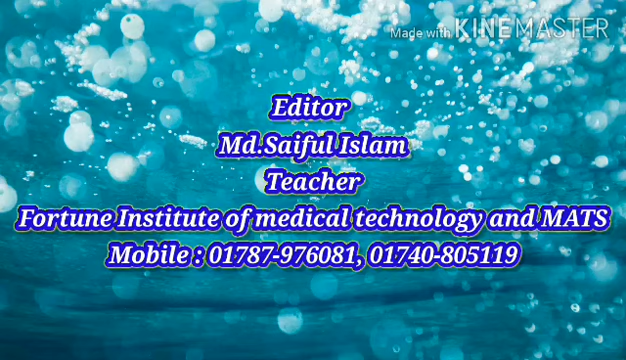 Made with KINEMASTER
Editor
Md.Saiful Islam
Teacher
Fortune Institute of medical technology and MATS
Mobile : 01787-976081, 01740-805119